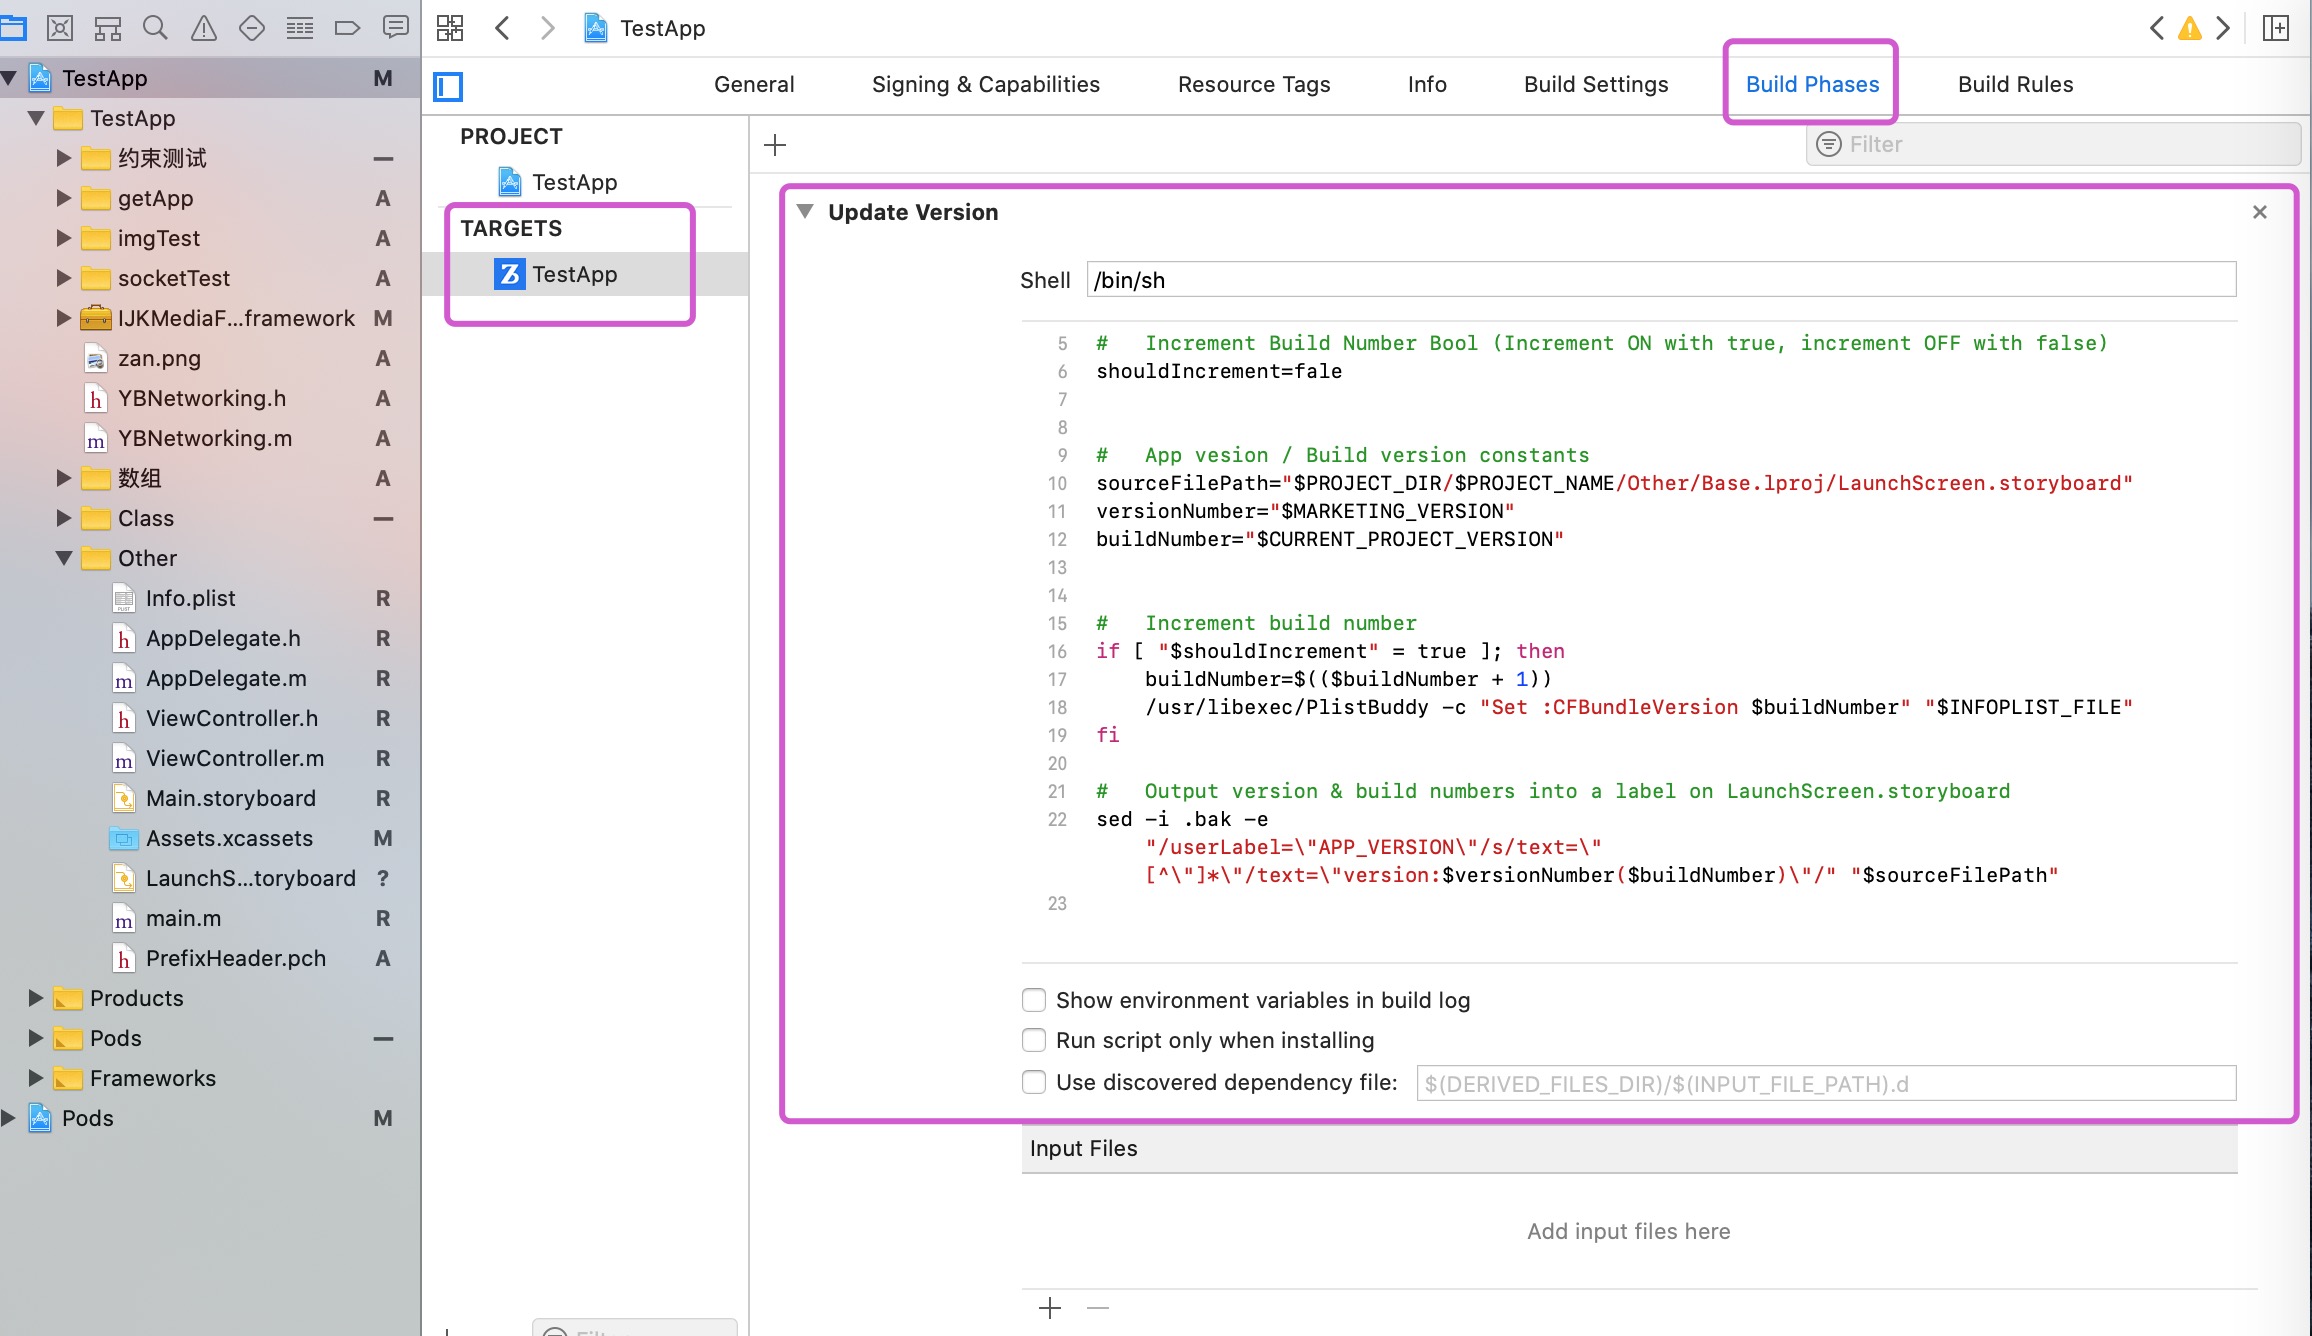 TestApp M
TestApp
约束测试
getApp A
imgTest A
socketTest A
IJKMediaF...framework M
zan.png A
YBNetworking.h A
YBNetworking.m A
数组 A
Class
Other
Info.plist R
AppDelegate.h R
AppDelegate.m R
ViewController.h R
ViewController.m R
Main.storyboard R
Assets.xcassets M
LaunchS...toryboard ?
main.m R
PrefixHeader.pch A
Products
Pods
Frameworks
Pods M
TestApp
General Signing & Capabilities Resource Tags Info Build Settings Build Phases Build Rules
PROJECT
TestApp
TARGETS
TestApp
Filter
Update Version
Shell /bin/sh
5 # Increment Build Number Bool (Increment ON with true, increment OFF with false)
6 shouldIncrement=fale
7
8
9 # App vesion / Build version constants
10 sourceFilePath="$PROJECT_DIR/$PROJECT_NAME/Other/Base.lproj/LaunchScreen.storyboard"
11 versionNumber="$MARKETING_VERSION"
12 buildNumber="$CURRENT_PROJECT_VERSION"
13
14
15 # Increment build number
16 if [ "$shouldIncrement" = true ]; then
17 buildNumber=$(($buildNumber + 1))
18 /usr/libexec/PlistBuddy -c "Set :CFBundleVersion $buildNumber" "$INFOPLIST_FILE"
19 fi
20
21 # Output version & build numbers into a label on LaunchScreen.storyboard
22 sed -i .bak -e
"/userLabel=\"APP_VERSION\"/s/text=\"
[^\"]*\"/text=\"version:$versionNumber($buildNumber)\"/" "$sourceFilePath"
23
Show environment variables in build log
Run script only when installing
Use discovered dependency file: $(DERIVED_FILES_DIR)/$(INPUT_FILE_PATH).d
Input Files
Add input files here